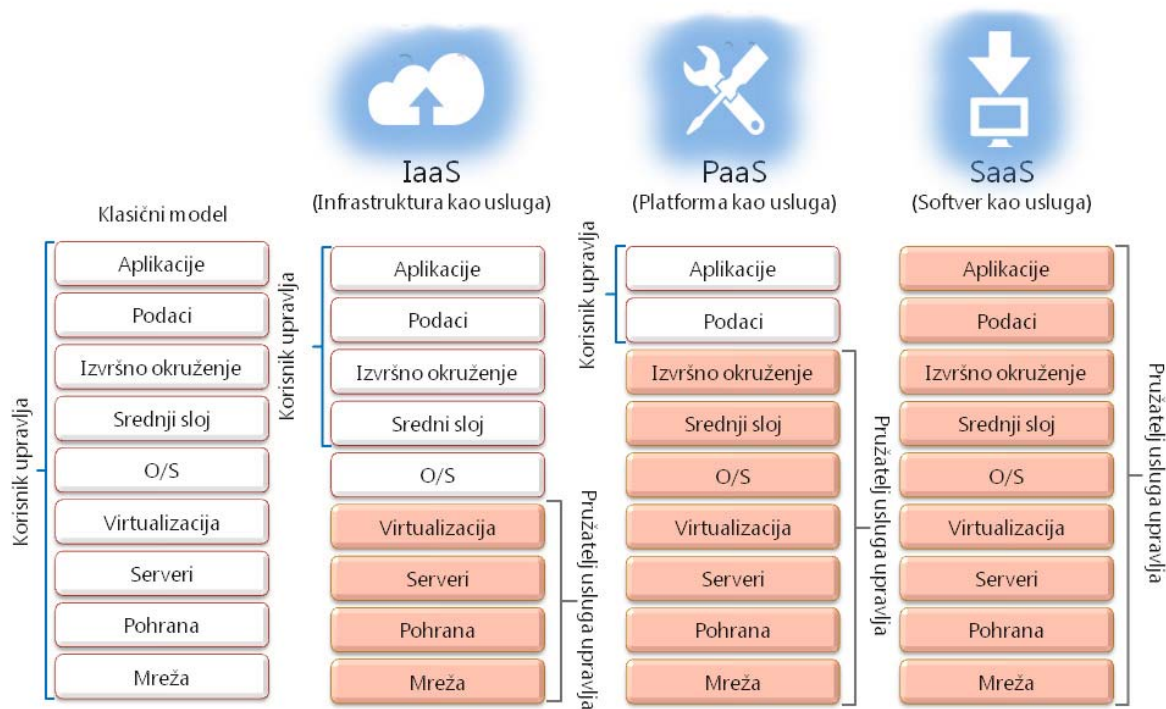 IaaS
(Infrastruktura kao usluga)
PaaS
(Platforma kao usluga)
SaaS
(Softver kao usluga)
Klasični model
Korisnik upravlja
Aplikacije
Podaci
Izvršno okruženje
Srednji sloj
O/S
Virtualizacija
Serveri
Pohrana
Mreža
Korisnik upravlja
Aplikacije
Podaci
Izvršno okruženje
Sredni sloj
O/S
Virtualizacija
Serveri
Pohrana
Mreža
Pružatelj usluga upravlja
Korisnik upravlja
Aplikacije
Podaci
Izvršno okruženje
Srednji sloj
O/S
Virtualizacija
Serveri
Pohrana
Mreža
Pružatelj usluga upravlja
Aplikacije
Podaci
Izvršno okruženje
Srednji sloj
O/S
Virtualizacija
Serveri
Pohrana
Mreža
Pružatelj usluga upravlja